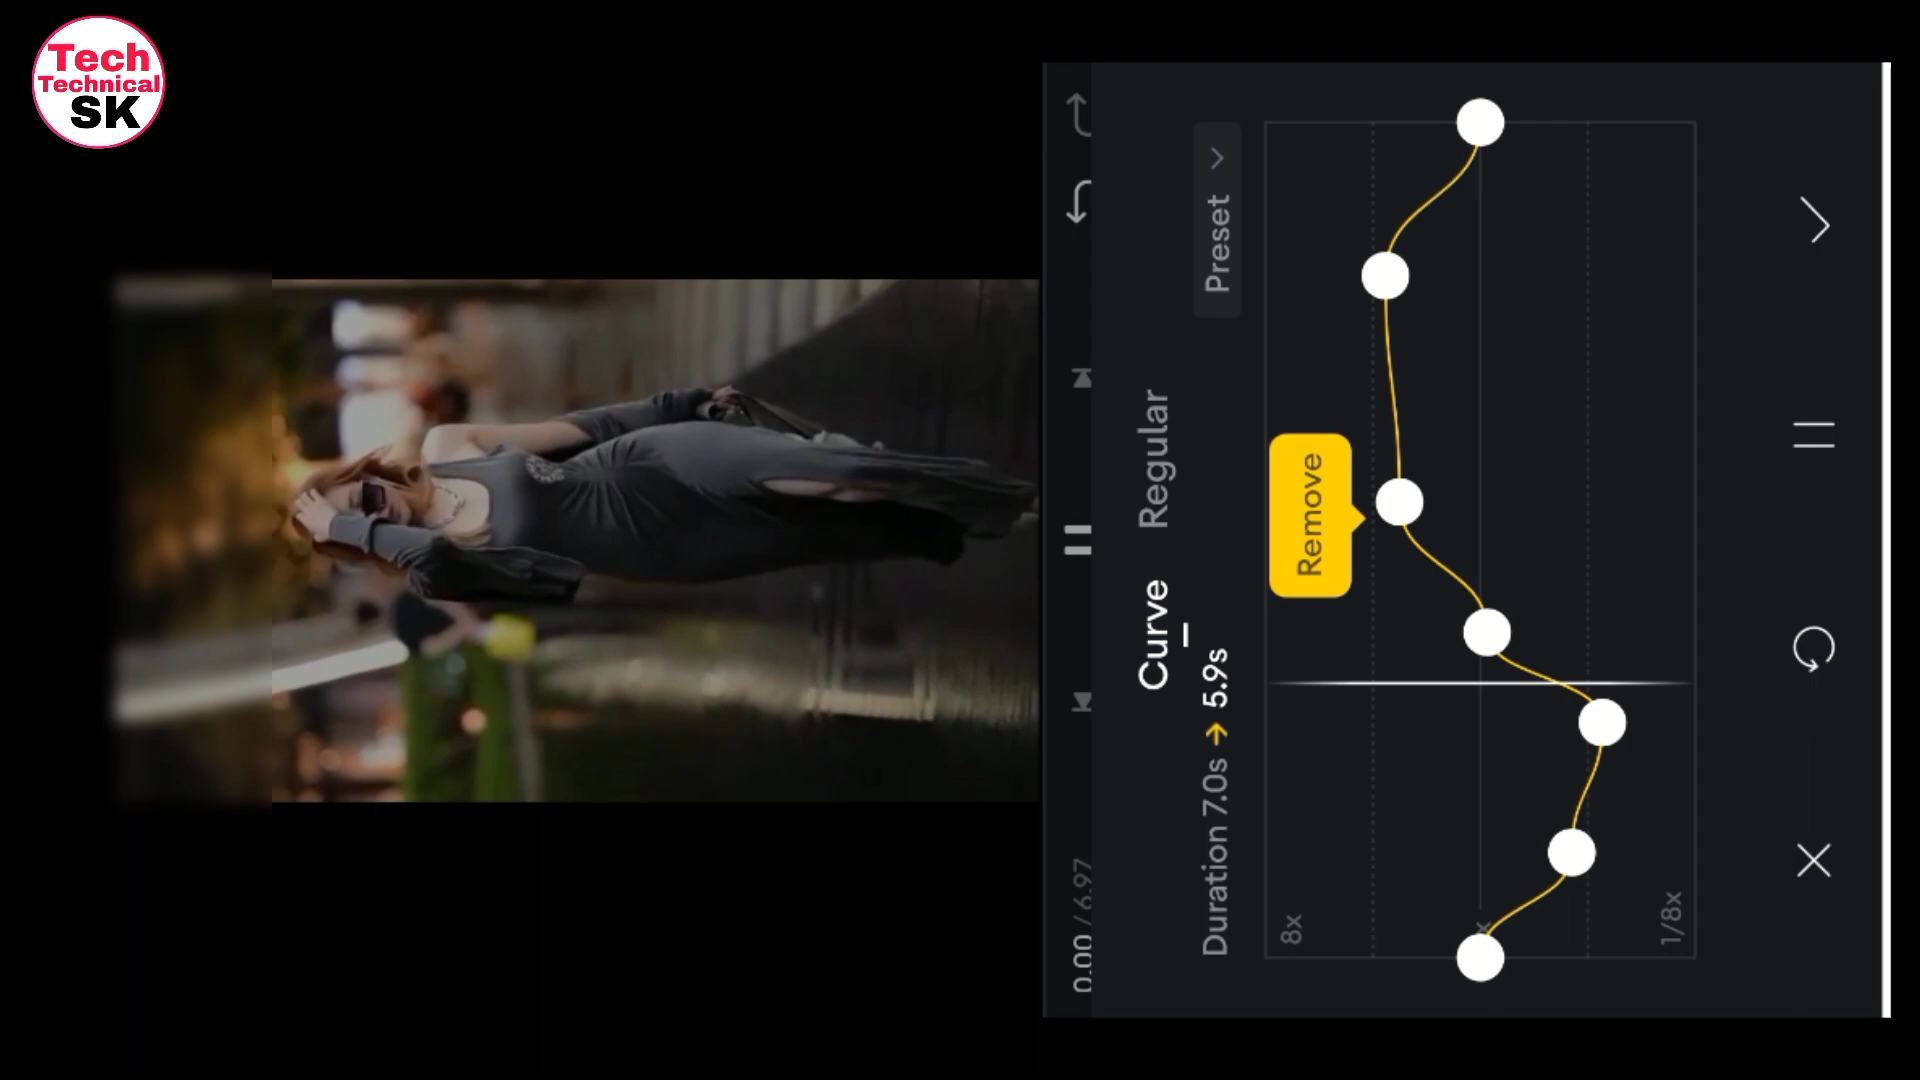 Tech
Technical
SK
0.00 / 6.97
Curve Regular
Duration 7.0s → 5.9s
Preset
Remove
8x
x
1/8x